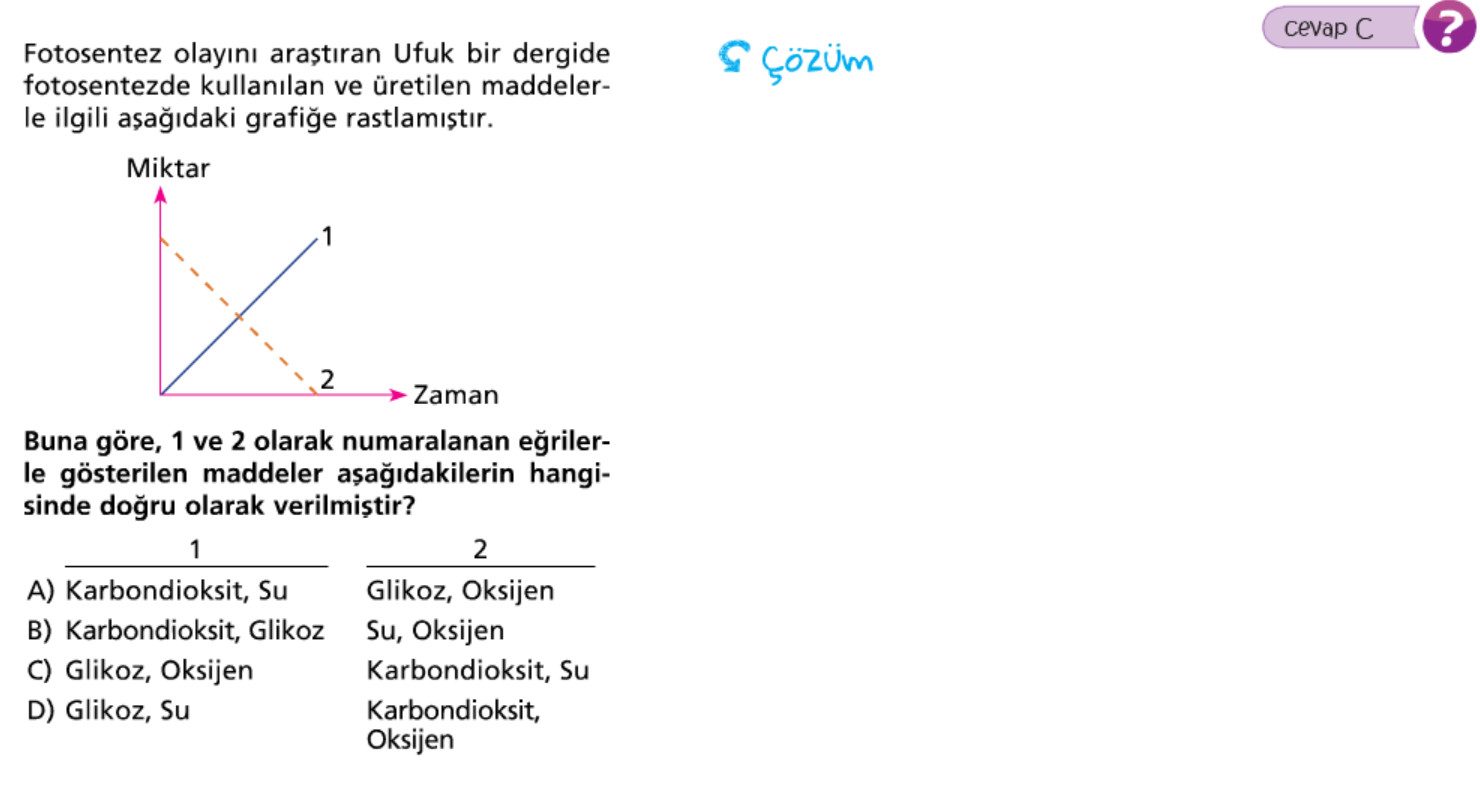 Fotosentez olayını araştıran Ufuk bir dergide
fotosentezde kullanılan ve üretilen maddeler-
le ilgili aşağıdaki grafiğe rastlamıştır.
Miktar
1
2
Zaman
Buna göre, 1 ve 2 olarak numaralanan eğriler-
le gösterilen maddeler aşağıdakilerin hangi-
sinde doğru olarak verilmiştir?
1 2
A) Karbondioksit, Su Glikoz, Oksijen
B) Karbondioksit, Glikoz Su, Oksijen
C) Glikoz, Oksijen Karbondioksit, Su
D) Glikoz, Su Karbondioksit,
Oksijen
Çözüm
cevap C ?